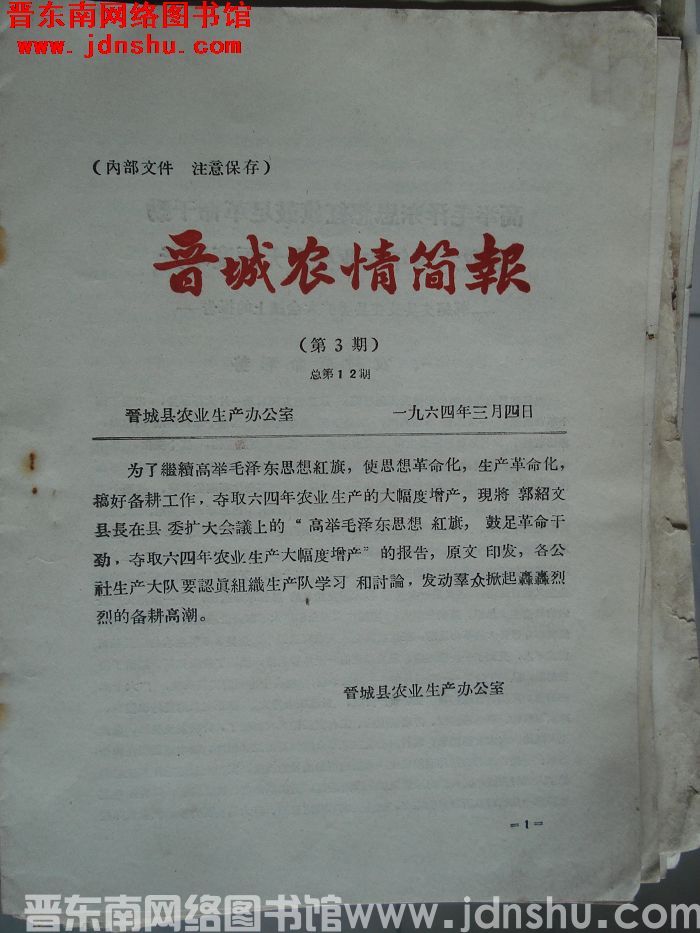 晋东南网络图书馆
www.jdnshu.com
（內部文件　注意保存）
晋城农情简報
（第３期）
总第１２期
晋城县农业生产办公室　一九六四年三月四日
为了繼續高举毛泽东思想紅旗，使思想革命化，生产革命化，
搞好备耕工作，夺取六四年农业生产的大幅度增产，現將 郭紹文
县長在县 委扩大会議上的“ 高举毛泽东思想 紅旗， 鼓足革命干
劲，夺取六四年农业生产大幅度增产”的报告，原文 印发，各公
社生产大队要認眞組織生产队学习 和討論，发动羣众掀起轟轟烈
烈的备耕高潮。
晋城县农业生产办公室
－1－
晋东南网络图书馆www.jdnshu.com